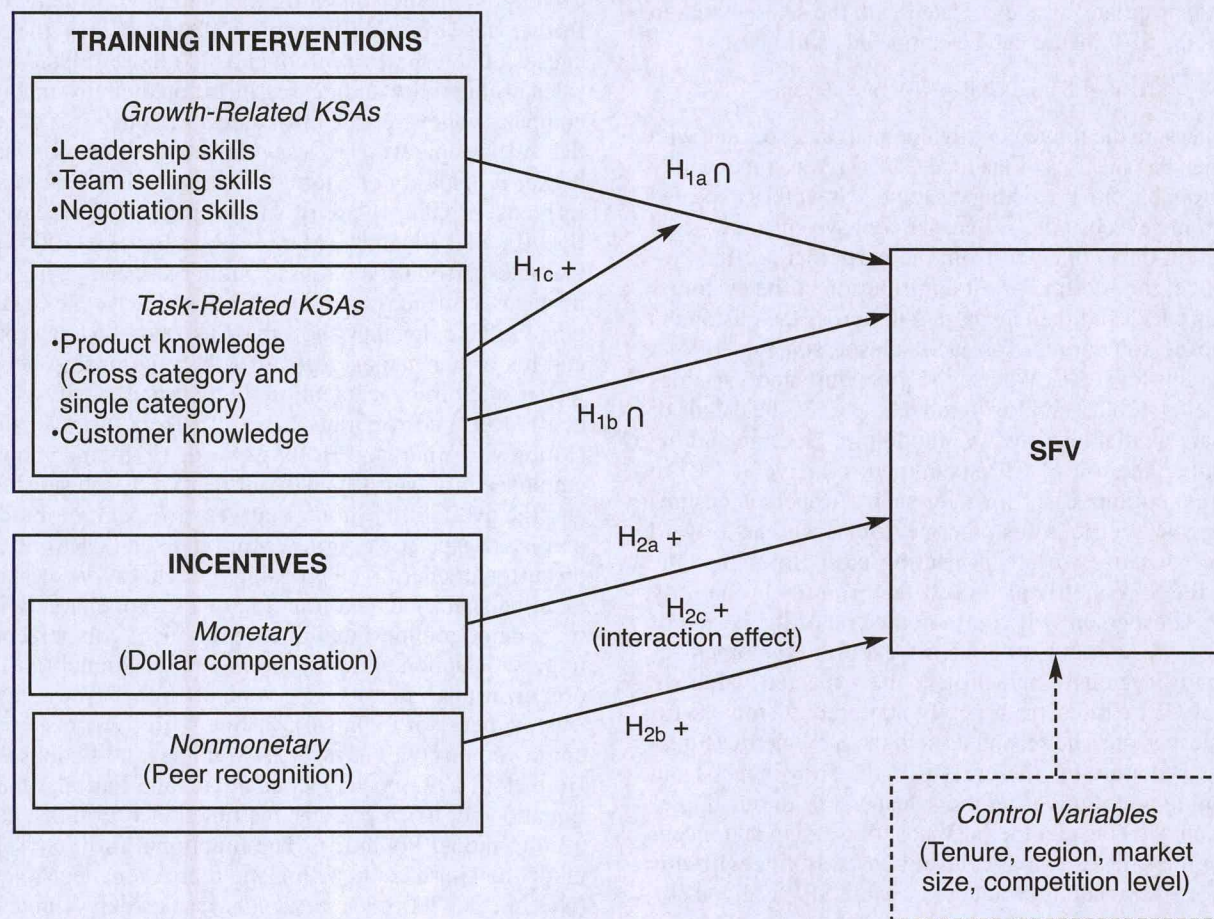 TRAINING INTERVENTIONS
Growth-Related KSAs
•Leadership skills
•Team selling skills
•Negotiation skills
Task-Related KSAs
•Product knowledge
(Cross category and
single category)
•Customer knowledge
H1a ∩
H1c +
H1b ∩
INCENTIVES
Monetary
(Dollar compensation)
Nonmonetary
(Peer recognition)
H2a +
H2c +
(interaction effect)
H2b +
SFV
Control Variables
(Tenure, region, market
size, competition level)